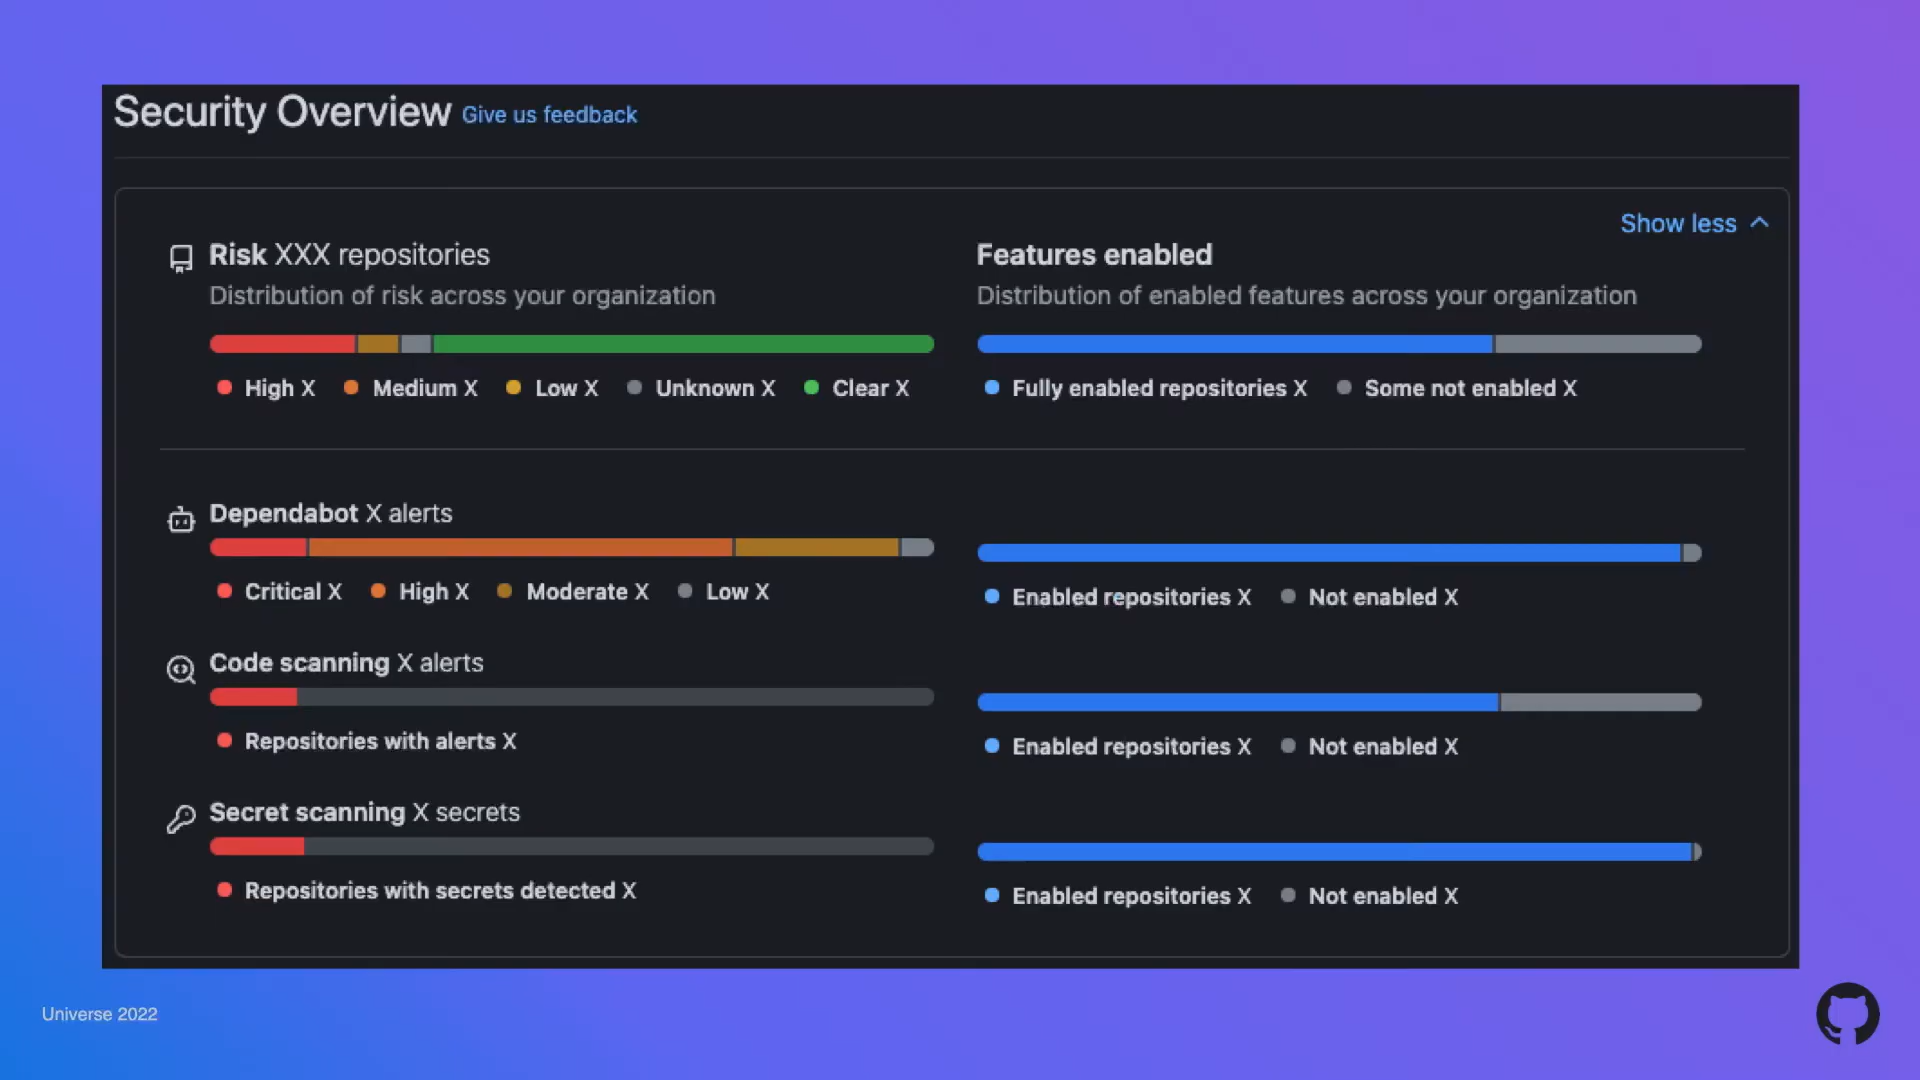 Security Overview Give us feedback
Show less
Risk XXX repositories
Distribution of risk across your organization
High X Medium X Low X Unknown X Clear X
Features enabled
Distribution of enabled features across your organization
Fully enabled repositories X Some not enabled X
Dependabot X alerts
Critical X High X Moderate X Low X
Enabled repositories X Not enabled X
Code scanning X alerts
Repositories with alerts X
Enabled repositories X Not enabled X
Secret scanning X secrets
Repositories with secrets detected X
Enabled repositories X Not enabled X
Universe 2022